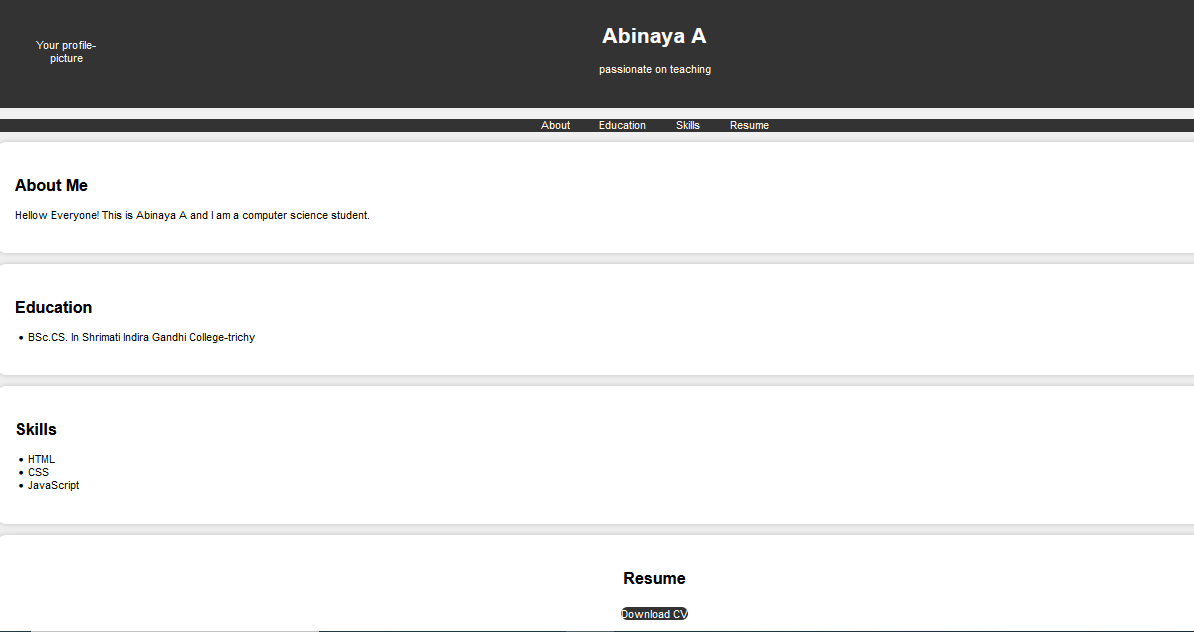 Your profile-
picture
Abinaya A
passionate on teaching
About Education Skills Resume
About Me
Hellow Everyone! This is Abinaya A and I am a computer science student.
Education
BSc.CS. In Shrimati Indira Gandhi College-trichy
Skills
HTML
CSS
JavaScript
Resume
Download CV